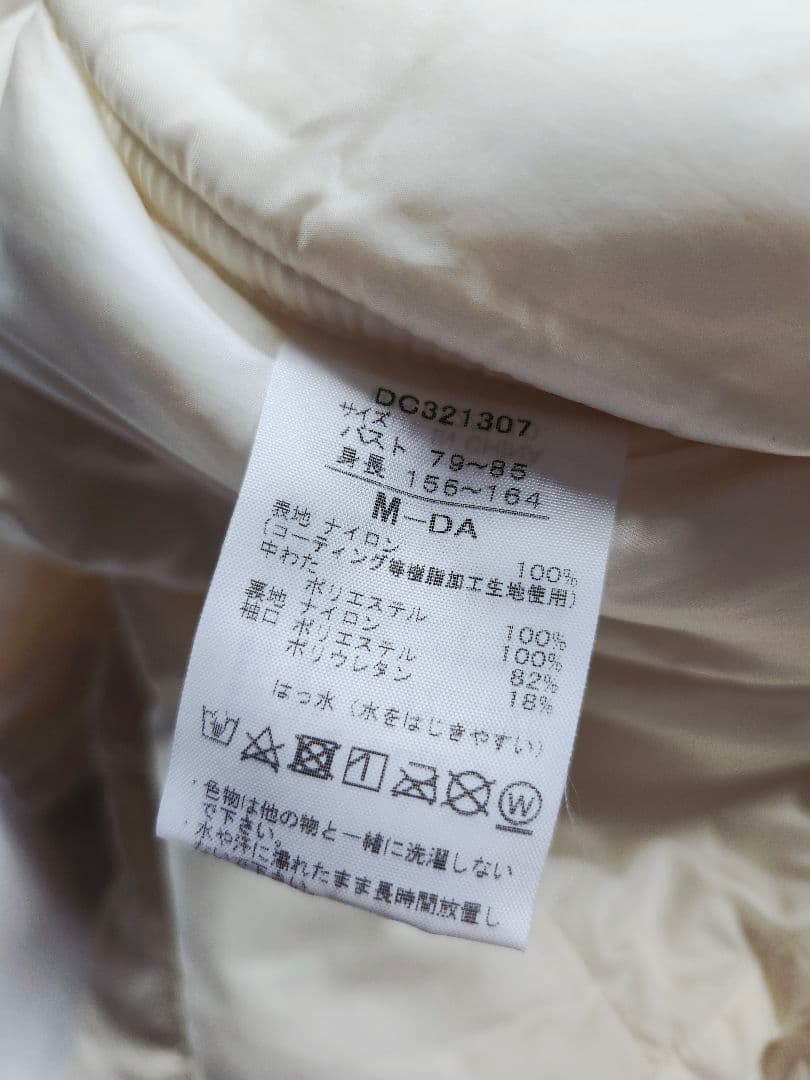 DC321307
サイズ
バスト 79〜85
身長 156〜164
M-DA
表地 ナイロン 100%
(コーティング等樹脂加工生地使用)
中わた
ポリエステル 100%
裏地 ナイロン 100%
袖口 ポリエステル 82%
ポリウレタン 18%
はっ水 (水をはじきやすい)
W
・色物は他の物と一緒に洗濯しない
で下さい。
・水や汗に濡れたまま長時間放置し
ないで下さい